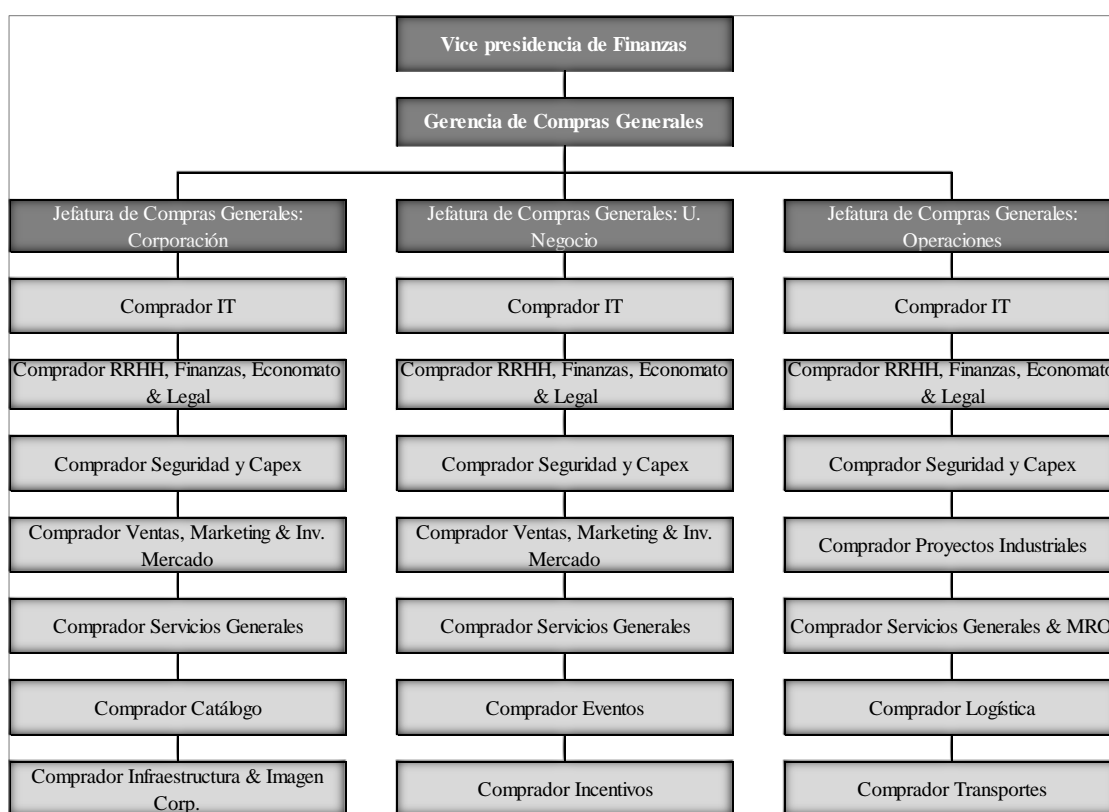 Vice presidencia de Finanzas
Gerencia de Compras Generales
Jefatura de Compras Generales:
Corporación
Jefatura de Compras Generales: U.
Negocio
Jefatura de Compras Generales:
Operaciones
Comprador IT
Comprador IT
Comprador IT
Comprador RRHH, Finanzas, Economato
& Legal
Comprador RRHH, Finanzas, Economato
& Legal
Comprador RRHH, Finanzas, Economato
& Legal
Comprador Seguridad y Capex
Comprador Seguridad y Capex
Comprador Seguridad y Capex
Comprador Ventas, Marketing & Inv.
Mercado
Comprador Ventas, Marketing & Inv.
Mercado
Comprador Proyectos Industriales
Comprador Servicios Generales
Comprador Servicios Generales
Comprador Servicios Generales & MRO
Comprador Catálogo
Comprador Eventos
Comprador Logística
Comprador Infraestructura & Imagen
Corp.
Comprador Incentivos
Comprador Transportes